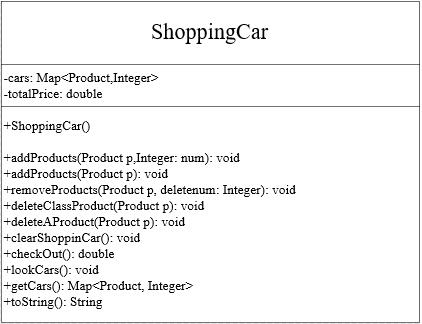 ShoppingCar
-cars: Map<Product,Integer>
-totalPrice: double
+ShoppingCar()
+addProducts(Product p,Integer: num): void
+addProducts(Product p): void
+removeProducts(Product p, deletenum: Integer): void
+deleteClassProduct(Product p): void
+deleteAProduct(Product p): void
+clearShoppinCar(): void
+checkOut(): double
+lookCars(): void
+getCars(): Map<Product, Integer>
+toString(): String